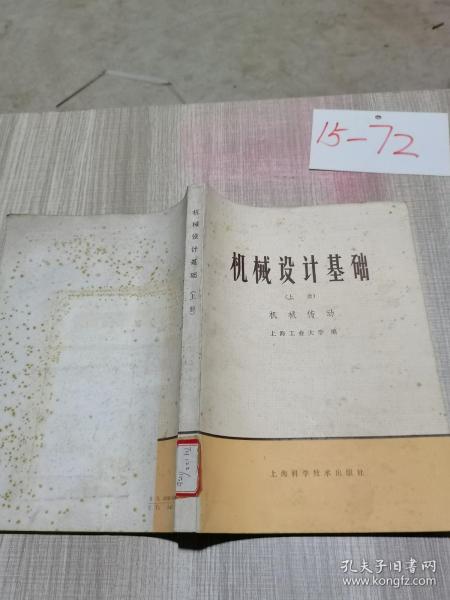 15-72
机械设计基础
(上册)
机械传动
上海工业大学编
上海科学技术出版社
机械设计基础(上册)
孔夫子旧书网
www.kongfz.com